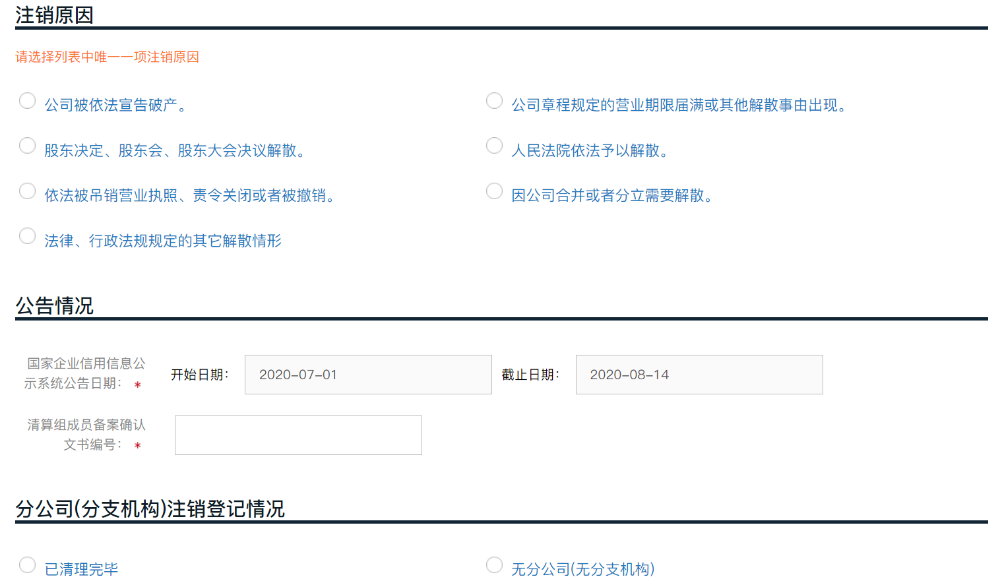 注销原因
请选择列表中唯一一项注销原因
公司被依法宣告破产。
公司章程规定的营业期限届满或其他解散事由出现。
股东决定、股东会、股东大会决议解散。
人民法院依法予以解散。
依法被吊销营业执照、责令关闭或者被撤销。
因公司合并或者分立需要解散。
法律、行政法规规定的其它解散情形
公告情况
国家企业信用信息公
示系统公告日期： *
开始日期： 2020-07-01 截止日期： 2020-08-14
清算组成员备案确认
文书编号： *
分公司(分支机构)注销登记情况
已清理完毕
无分公司(无分支机构)